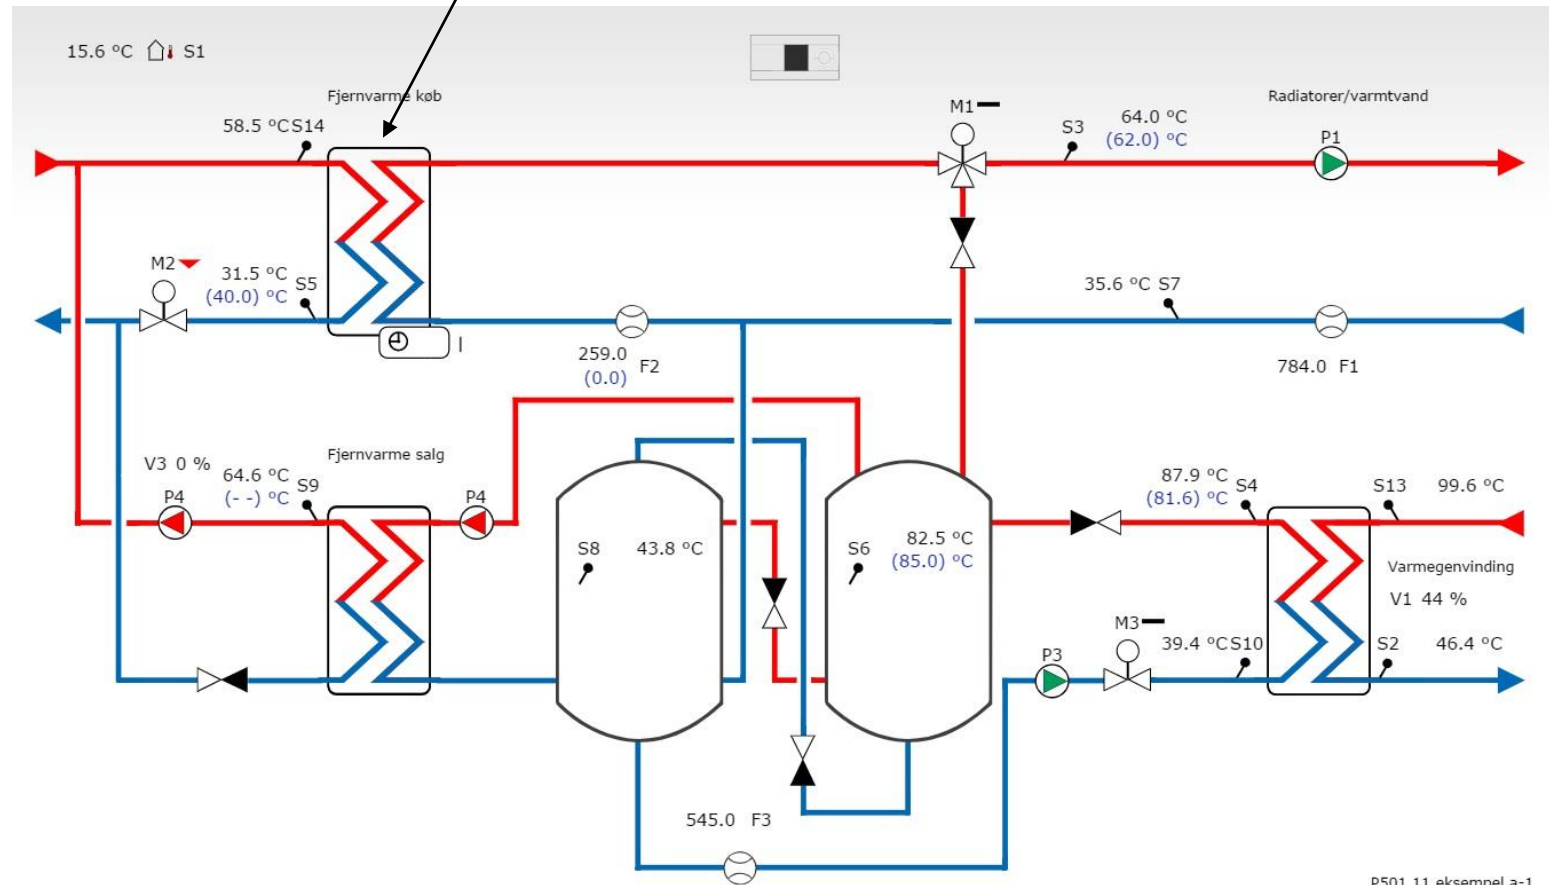 15.6 °C S1
Fjernvarme køb
58.5 °C S14
M1
64.0 °C
(62.0) °C
S3
Radiatorer/varmtvand
P1
M2
31.5 °C
(40.0) °C
S5
35.6 °C S7
259.0
(0.0)
F2
784.0 F1
Fjernvarme salg
V3 0 %
64.6 °C
(- -) °C
S9
P4
P4
87.9 °C
(81.6) °C
S4
S13
99.6 °C
S8
43.8 °C
S6
82.5 °C
(85.0) °C
Varmegenvinding
V1 44 %
M3
P3
39.4 °C S10
S2
46.4 °C
545.0 F3
P501.11 eksempel a-1